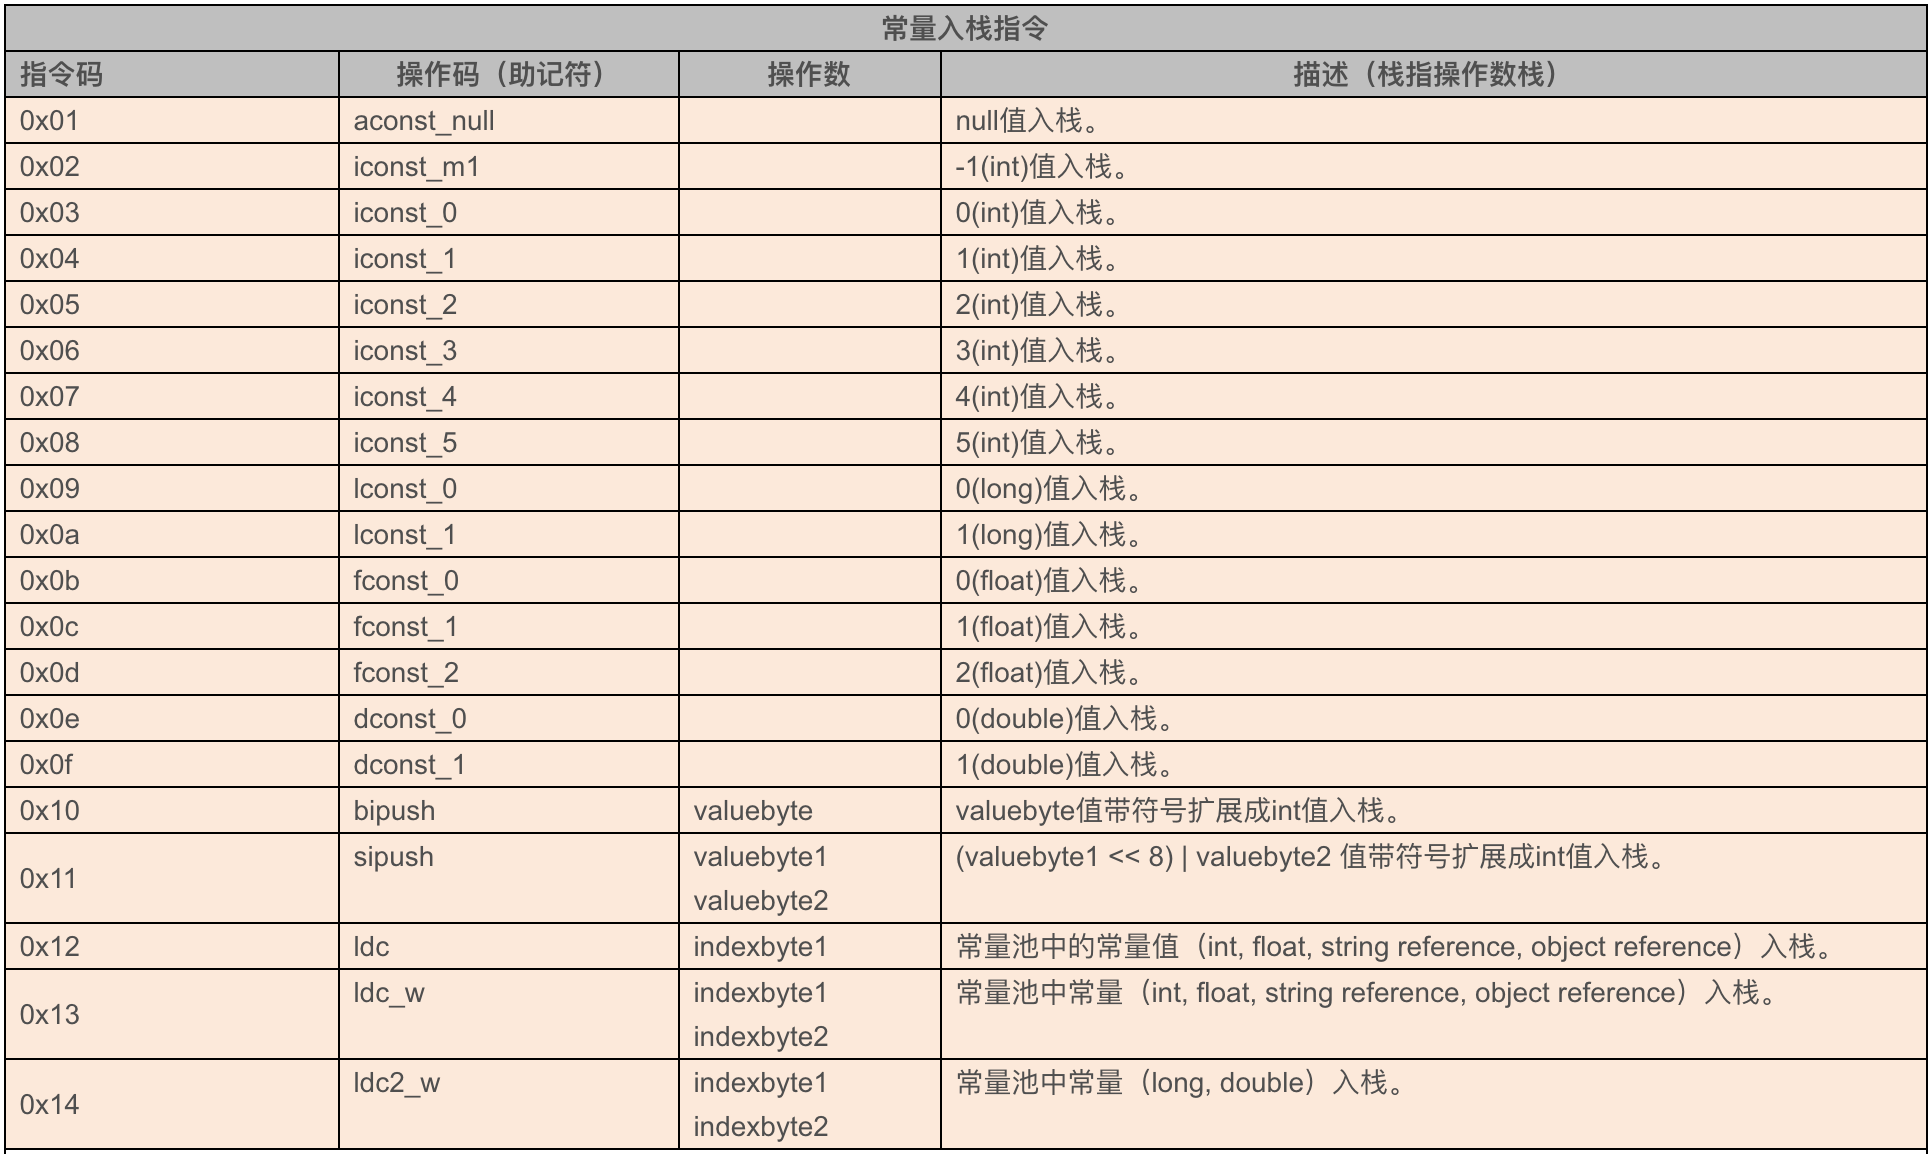 常量入栈指令
指令码 操作码（助记符） 操作数 描述（栈指操作数栈）
0x01 aconst_null null值入栈。
0x02 iconst_m1 -1(int)值入栈。
0x03 iconst_0 0(int)值入栈。
0x04 iconst_1 1(int)值入栈。
0x05 iconst_2 2(int)值入栈。
0x06 iconst_3 3(int)值入栈。
0x07 iconst_4 4(int)值入栈。
0x08 iconst_5 5(int)值入栈。
0x09 lconst_0 0(long)值入栈。
0x0a lconst_1 1(long)值入栈。
0x0b fconst_0 0(float)值入栈。
0x0c fconst_1 1(float)值入栈。
0x0d fconst_2 2(float)值入栈。
0x0e dconst_0 0(double)值入栈。
0x0f dconst_1 1(double)值入栈。
0x10 bipush valuebyte valuebyte值带符号扩展成int值入栈。
0x11 sipush valuebyte1 (valuebyte1 << 8) | valuebyte2 值带符号扩展成int值入栈。
valuebyte2
0x12 ldc indexbyte1 常量池中的常量值（int, float, string reference, object reference）入栈。
0x13 ldc_w indexbyte1 常量池中常量（int, float, string reference, object reference）入栈。
indexbyte2
0x14 ldc2_w indexbyte1 常量池中常量（long, double）入栈。
indexbyte2